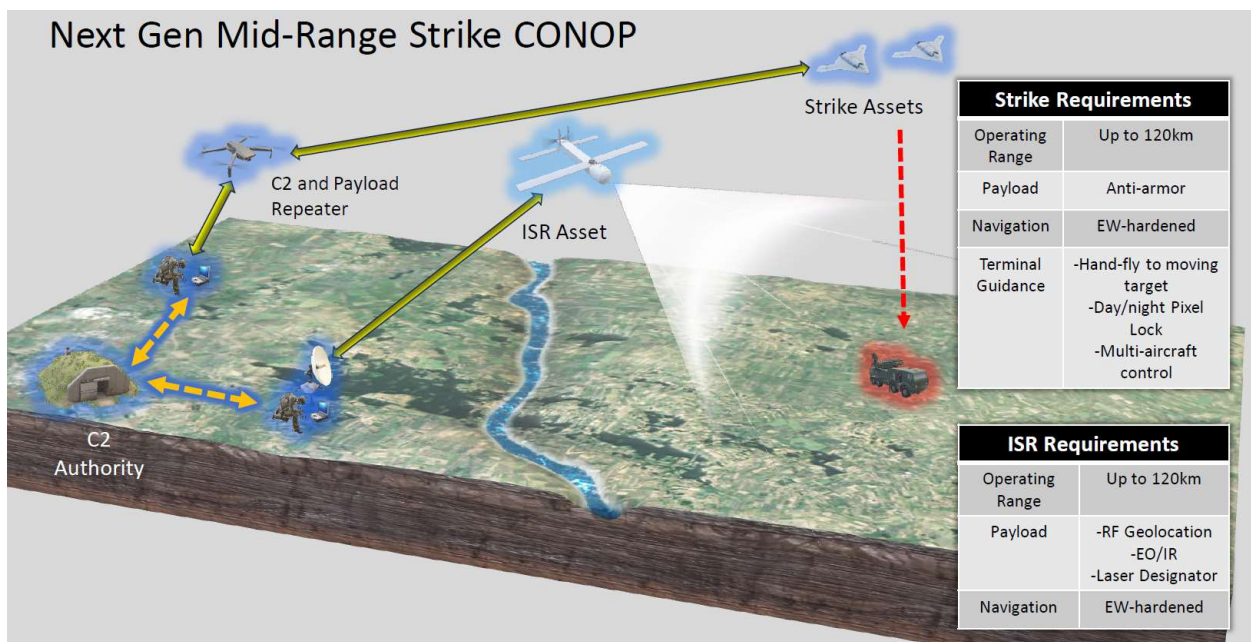 Next Gen Mid-Range Strike CONOP
Strike Assets
C2 and Payload
Repeater
ISR Asset
C2
Authority
Strike Requirements
Operating
Range
Up to 120km
Payload
Anti-armor
Navigation
EW-hardened
Terminal
Guidance
-Hand-fly to moving
target
-Day/night Pixel
Lock
-Multi-aircraft
control
ISR Requirements
Operating
Range
Up to 120km
Payload
-RF Geolocation
-EO/IR
-Laser Designator
Navigation
EW-hardened